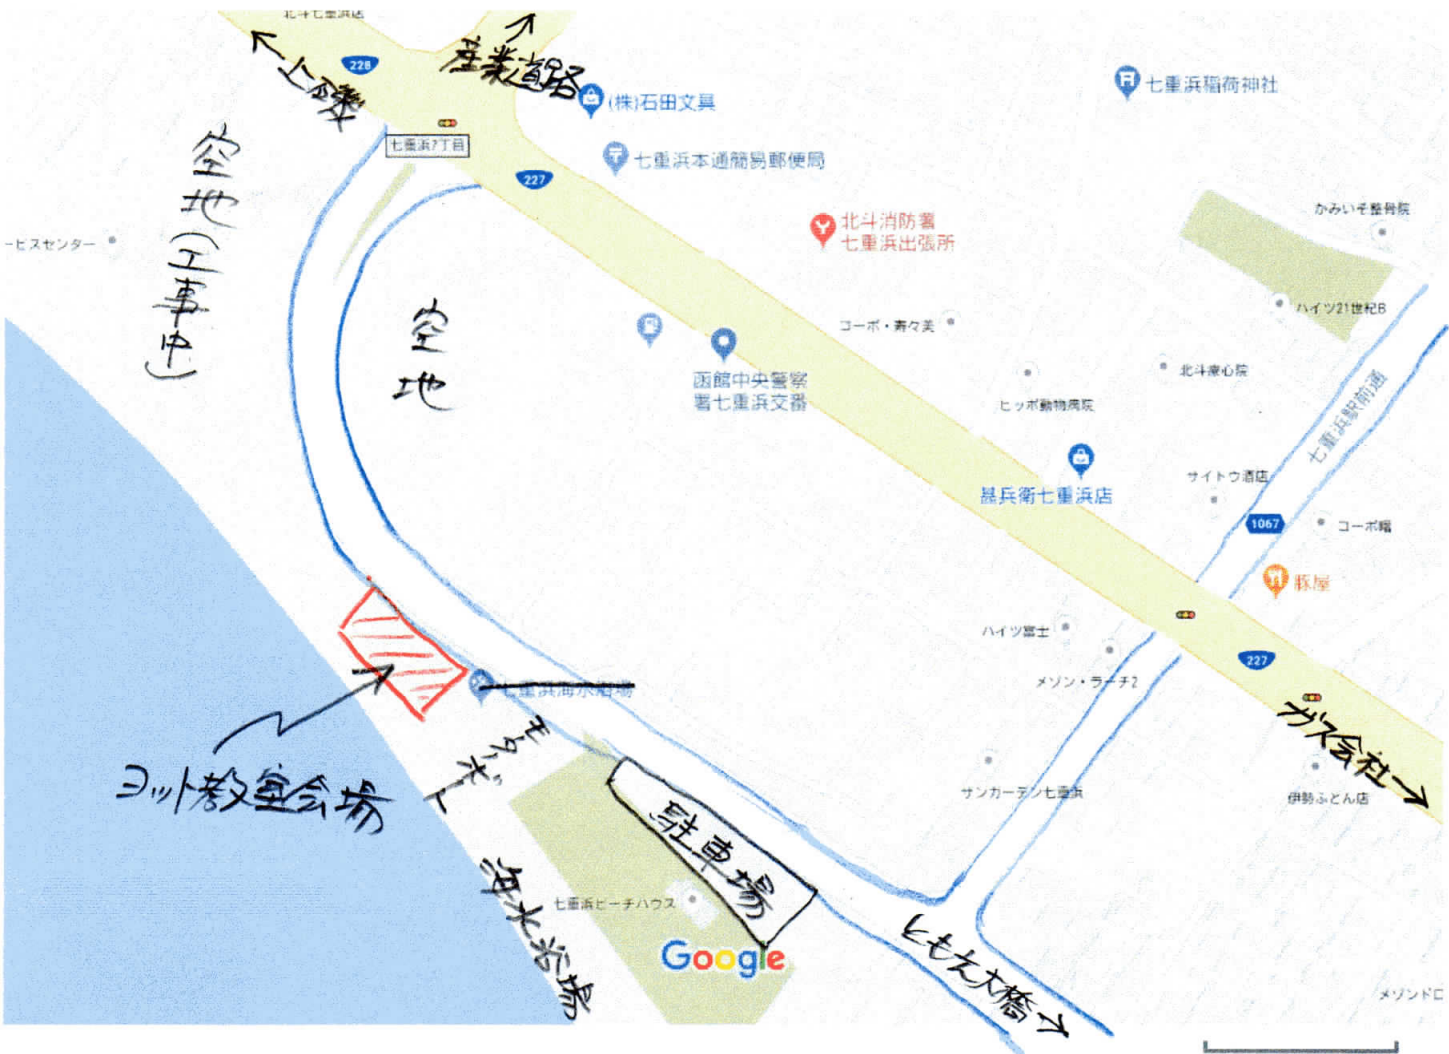 北斗七重浜店
228
上磯
産業道路
(株)石田文具
七重浜稲荷神社
七重浜7丁目
七重浜本通簡易郵便局
空地(工事中)
227
北斗消防署
七重浜出張所
かみいそ整骨院
ービスセンター
空地
ハイツ21世紀B
コーポ・寿々美
函館中央警察
署七重浜交番
北斗療心院
ヒッポ動物病院
七重浜駅前通
甚兵衛七重浜店
サイトウ酒店
1067
コーポ曙
豚屋
ハイツ富士
227
メゾン・ラーチ2
七重浜海水浴場
ガス会社→
モーターボート
ヨット教室会場
サンガーデン七重浜
伊勢ふとん店
駐車場
海水浴場
七重浜ビーチハウス
Google
ともえ大橋→
メゾンドロ